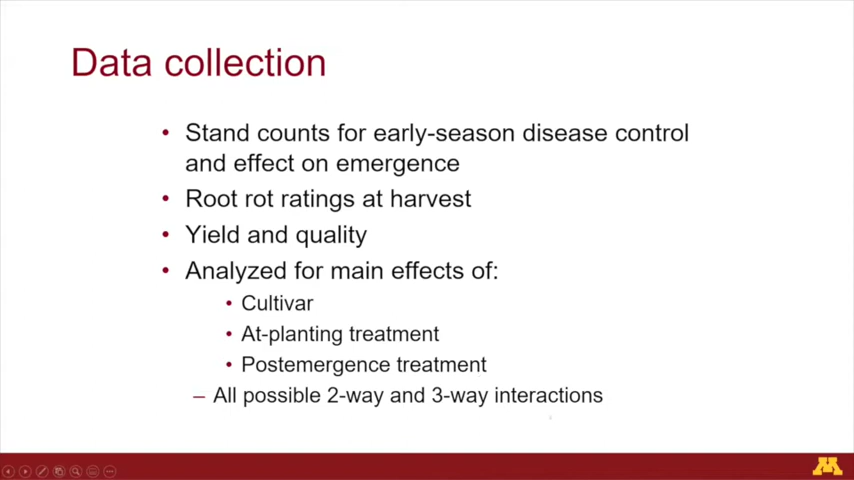 Data collection
• Stand counts for early-season disease control
and effect on emergence
• Root rot ratings at harvest
• Yield and quality
• Analyzed for main effects of:
• Cultivar
• At-planting treatment
• Postemergence treatment
– All possible 2-way and 3-way interactions
M